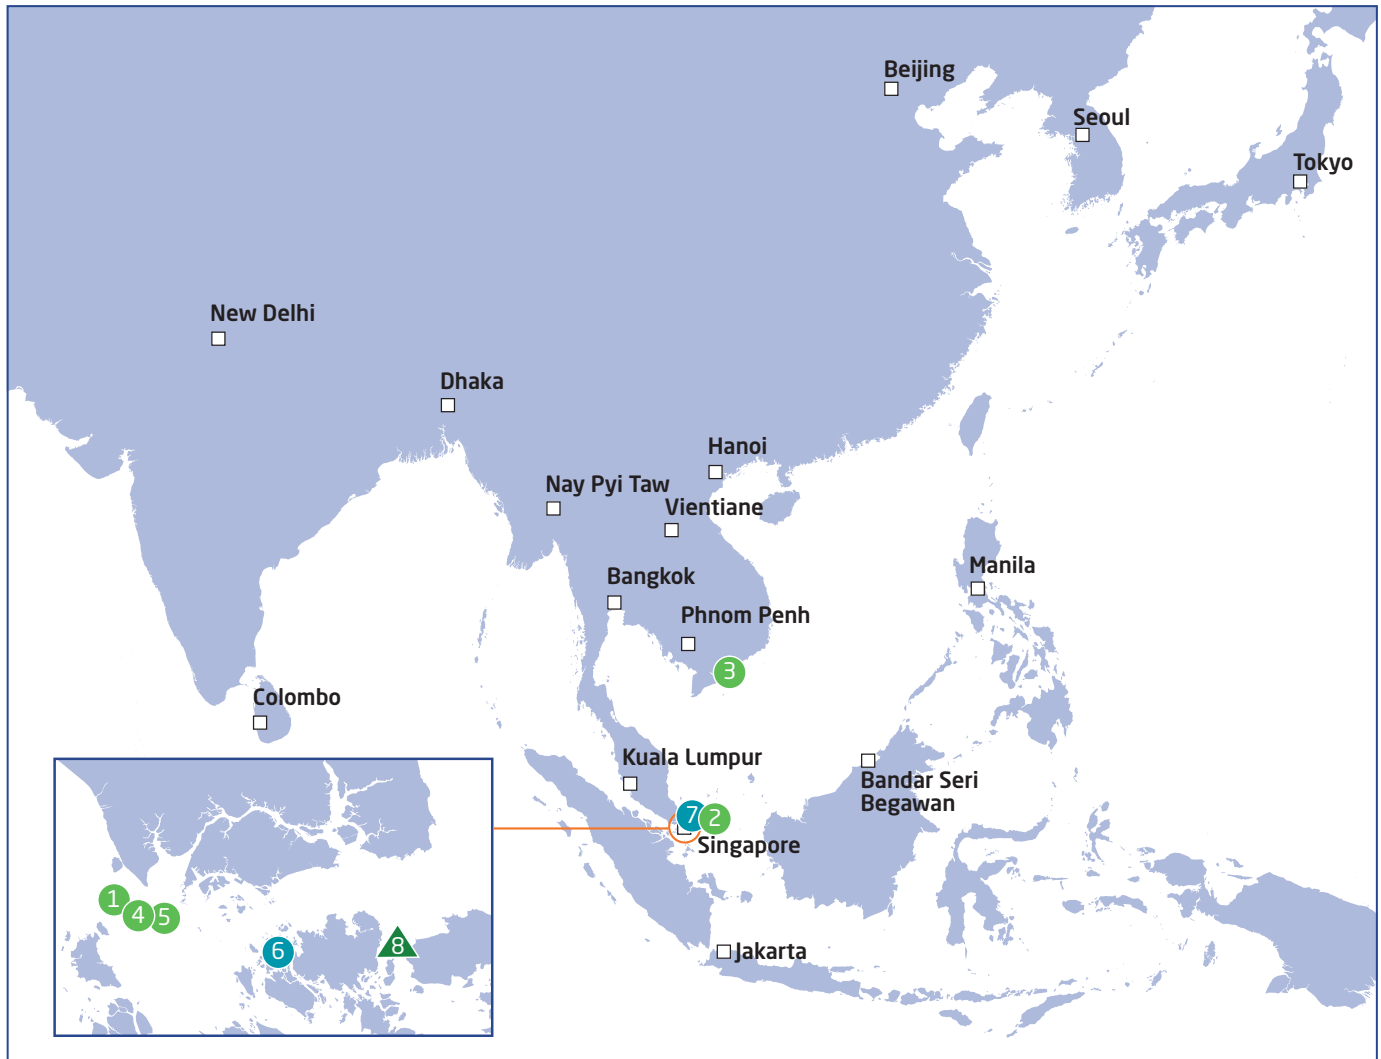 Beijing
Seoul
Tokyo
New Delhi
Dhaka
Hanoi
Nay Pyi Taw
Vientiane
Manila
Bangkok
Phnom Penh
3
Colombo
Kuala Lumpur
Bandar Seri
Begawan
7
2
Singapore
1
4
5
6
8
Jakarta